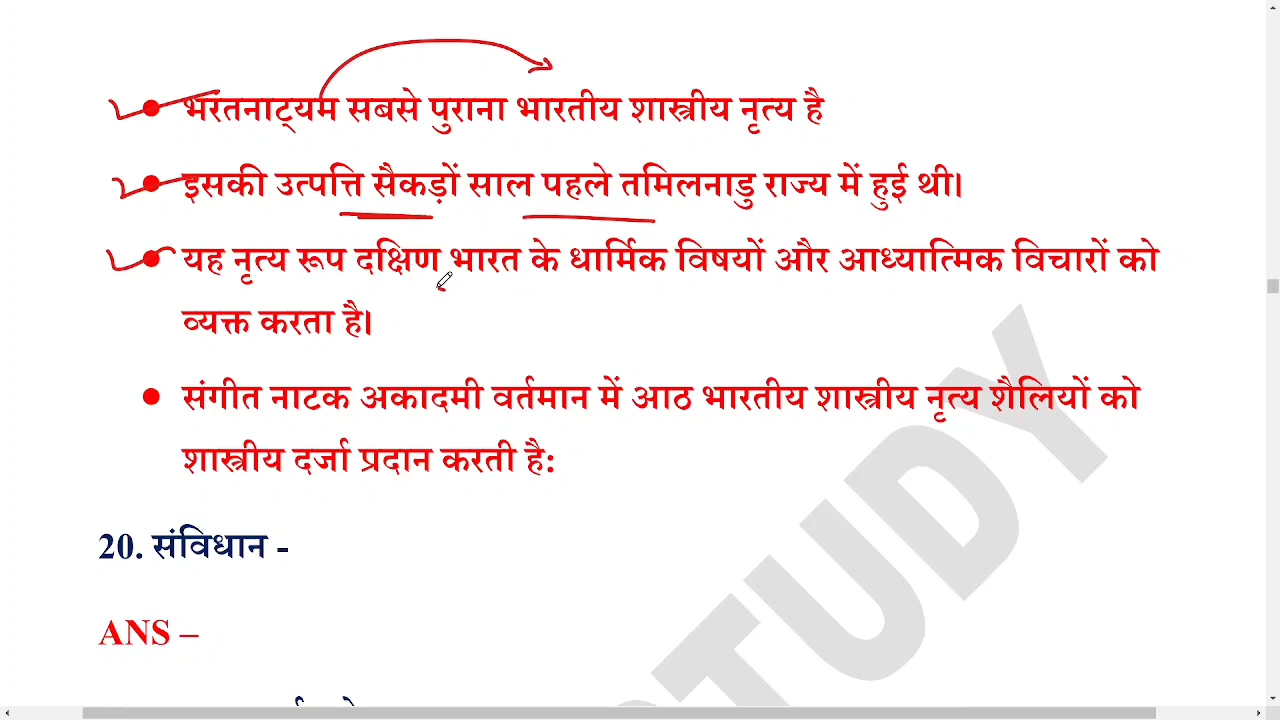 • भरतनाट्यम सबसे पुराना भारतीय शास्त्रीय नृत्य है
• इसकी उत्पत्ति सैकड़ों साल पहले तमिलनाडु राज्य में हुई थी।
• यह नृत्य रूप दक्षिण भारत के धार्मिक विषयों और आध्यात्मिक विचारों को
व्यक्त करता है।
• संगीत नाटक अकादमी वर्तमान में आठ भारतीय शास्त्रीय नृत्य शैलियों को
शास्त्रीय दर्जा प्रदान करती है:
20. संविधान -
ANS –
STUDY